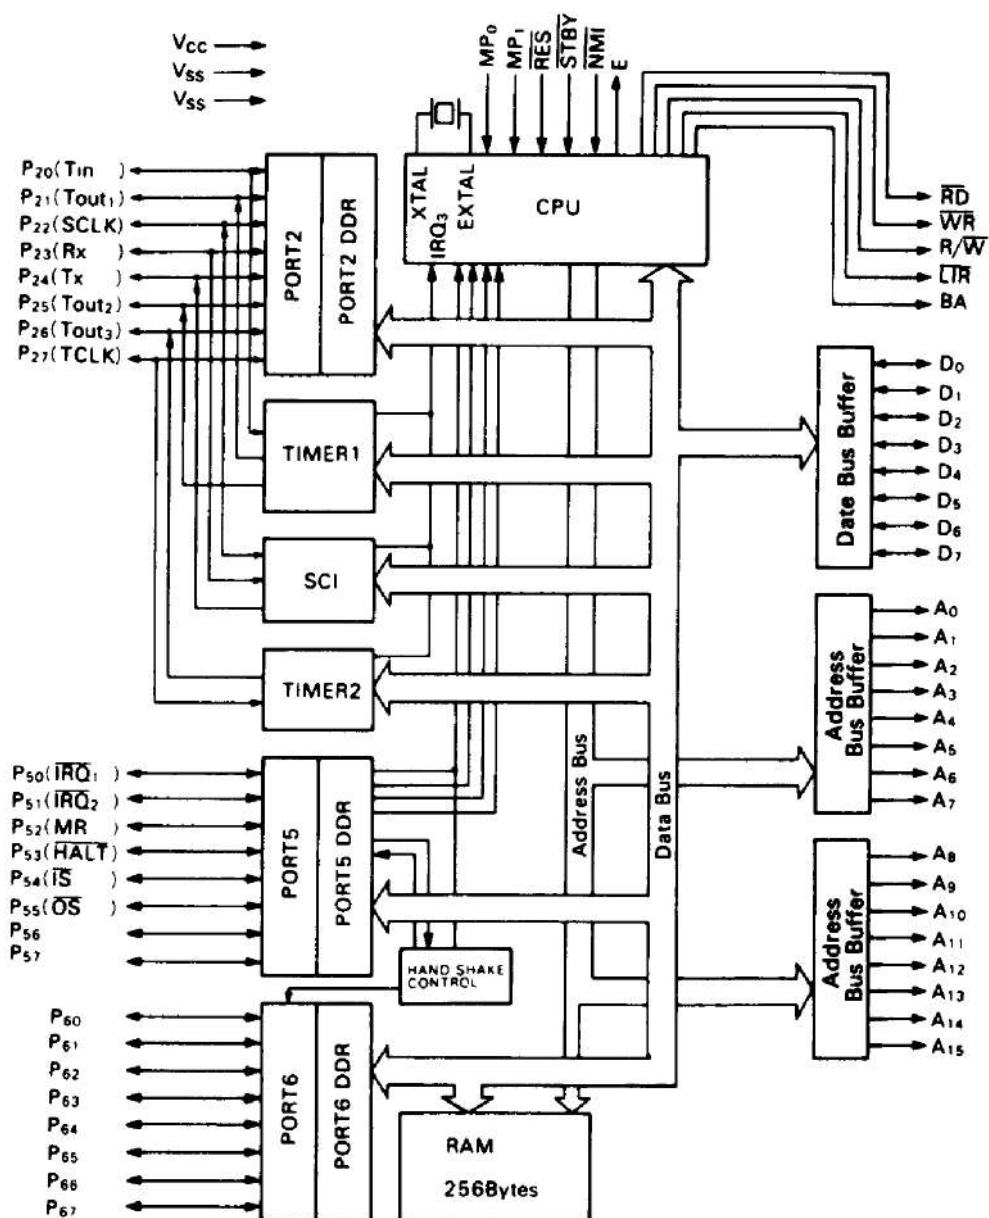 VCC
VSS
VSS
MP0
MP1
RES
STBY
NMI
E
XTAL
IRQ3
EXTAL
CPU
RD
WR
R/W
LIR
BA
P20(Tin )
P21(Tout1)
P22(SCLK)
P23(Rx )
P24(Tx )
P25(Tout2)
P26(Tout3)
P27(TCLK)
PORT2
PORT2 DDR
TIMER1
SCI
TIMER2
Date Bus Buffer
D0
D1
D2
D3
D4
D5
D6
D7
Address
Bus Buffer
A0
A1
A2
A3
A4
A5
A6
A7
Address Bus
Data Bus
P50(IRQ1 )
P51(IRQ2 )
P52(MR )
P53(HALT)
P54(IS )
P55(OS )
P56
P57
PORT5
PORT5 DDR
HAND SHAKE
CONTROL
Address
Bus Buffer
A8
A9
A10
A11
A12
A13
A14
A15
P60
P61
P62
P63
P64
P65
P66
P67
PORT6
PORT6 DDR
RAM
256Bytes